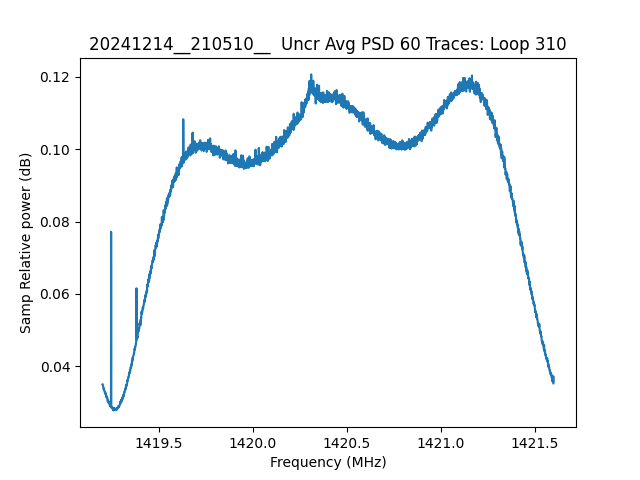 20241214__210510__  Uncr Avg PSD 60 Traces: Loop 310
0.12
0.10
0.08
0.06
0.04
Samp Relative power (dB)
1419.5 1420.0 1420.5 1421.0 1421.5
Frequency (MHz)